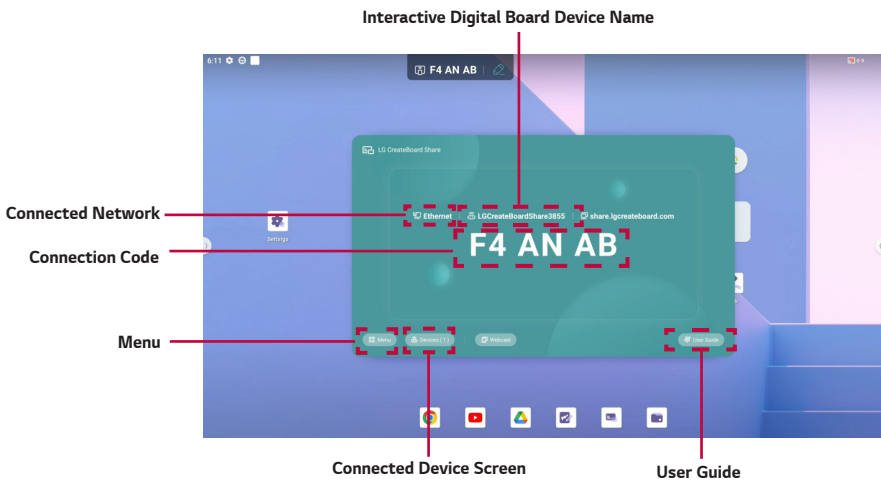 Interactive Digital Board Device Name
6:11
F4 AN AB
LG CreateBoard Share
Connected Network
Ethernet
LGCreateBoardShare3855
share.lgcreateboard.com
Settings
F4 AN AB
Connection Code
Menu
Menu
Devices ( 1 )
Webcast
User Guide
Connected Device Screen
User Guide